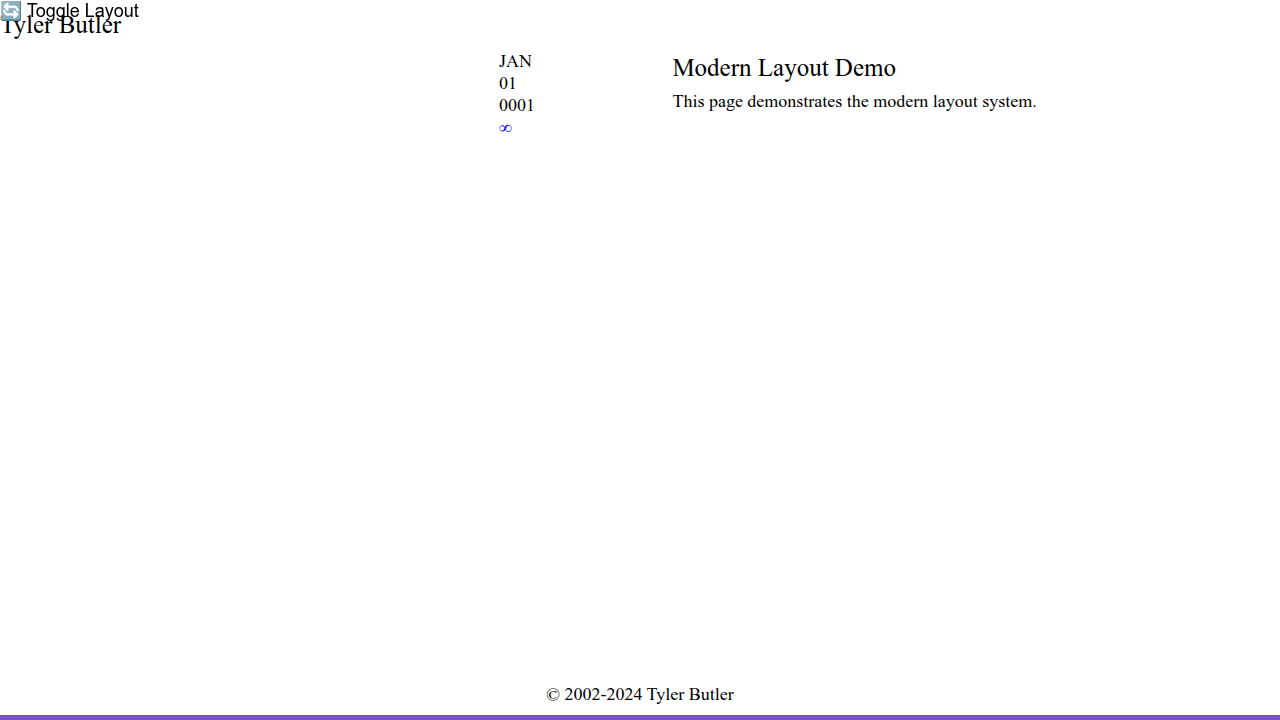 🔄 Toggle Layout
Tyler Butler
JAN
01
0001
∞
Modern Layout Demo
This page demonstrates the modern layout system.
© 2002-2024 Tyler Butler